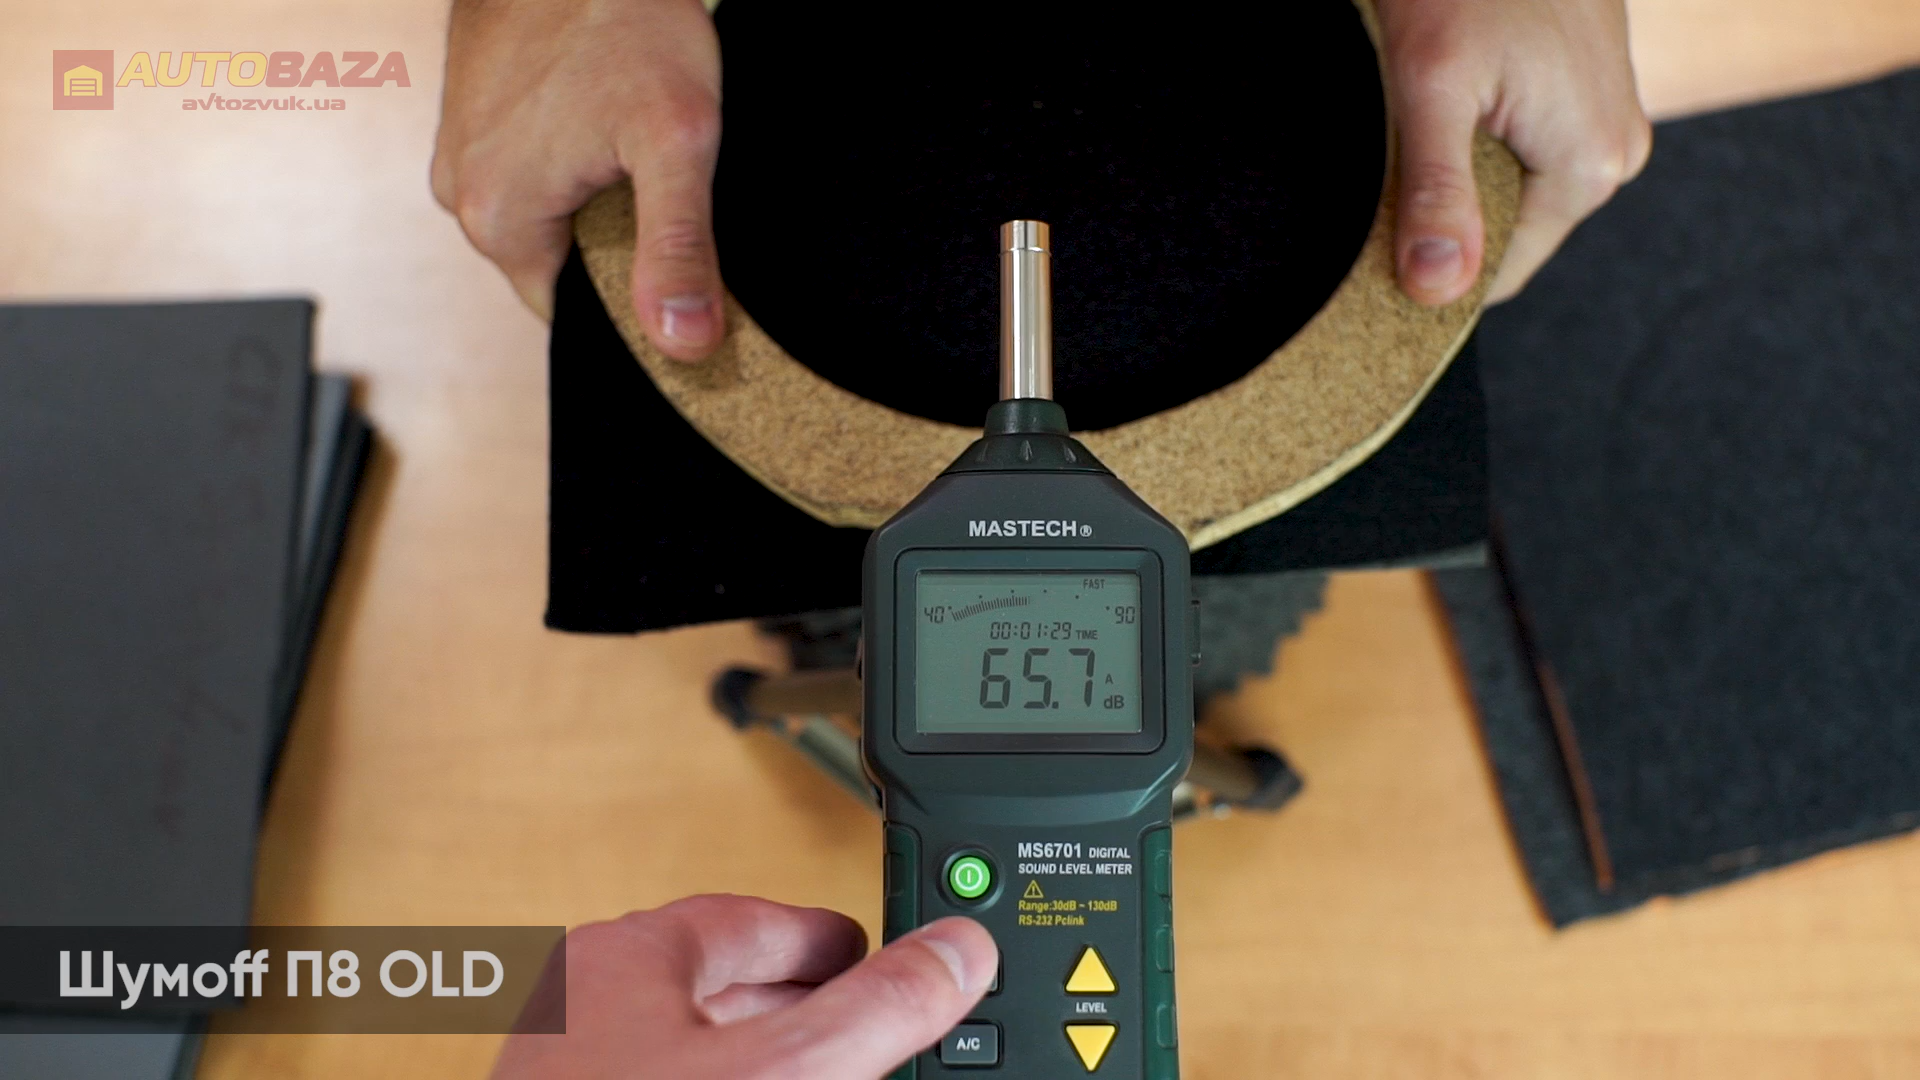 AUTOBAZA
avtozvuk.ua
MASTECH®
FAST
40 90
00:01:29 TIME
65.7 A dB
MS6701 DIGITAL
SOUND LEVEL METER
Range:30dB ~ 130dB
RS-232 Pclink
LEVEL
A/C
Шумоff П8 OLD